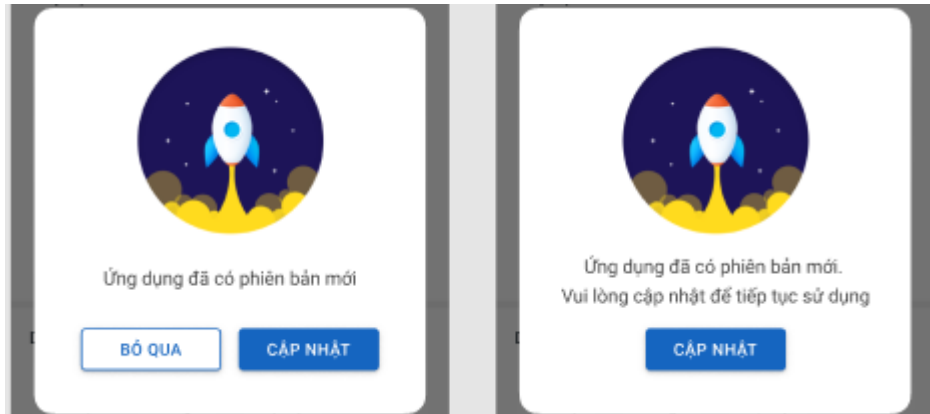 Ứng dụng đã có phiên bản mới
BỎ QUA
CẬP NHẬT
Ứng dụng đã có phiên bản mới.
Vui lòng cập nhật để tiếp tục sử dụng
CẬP NHẬT